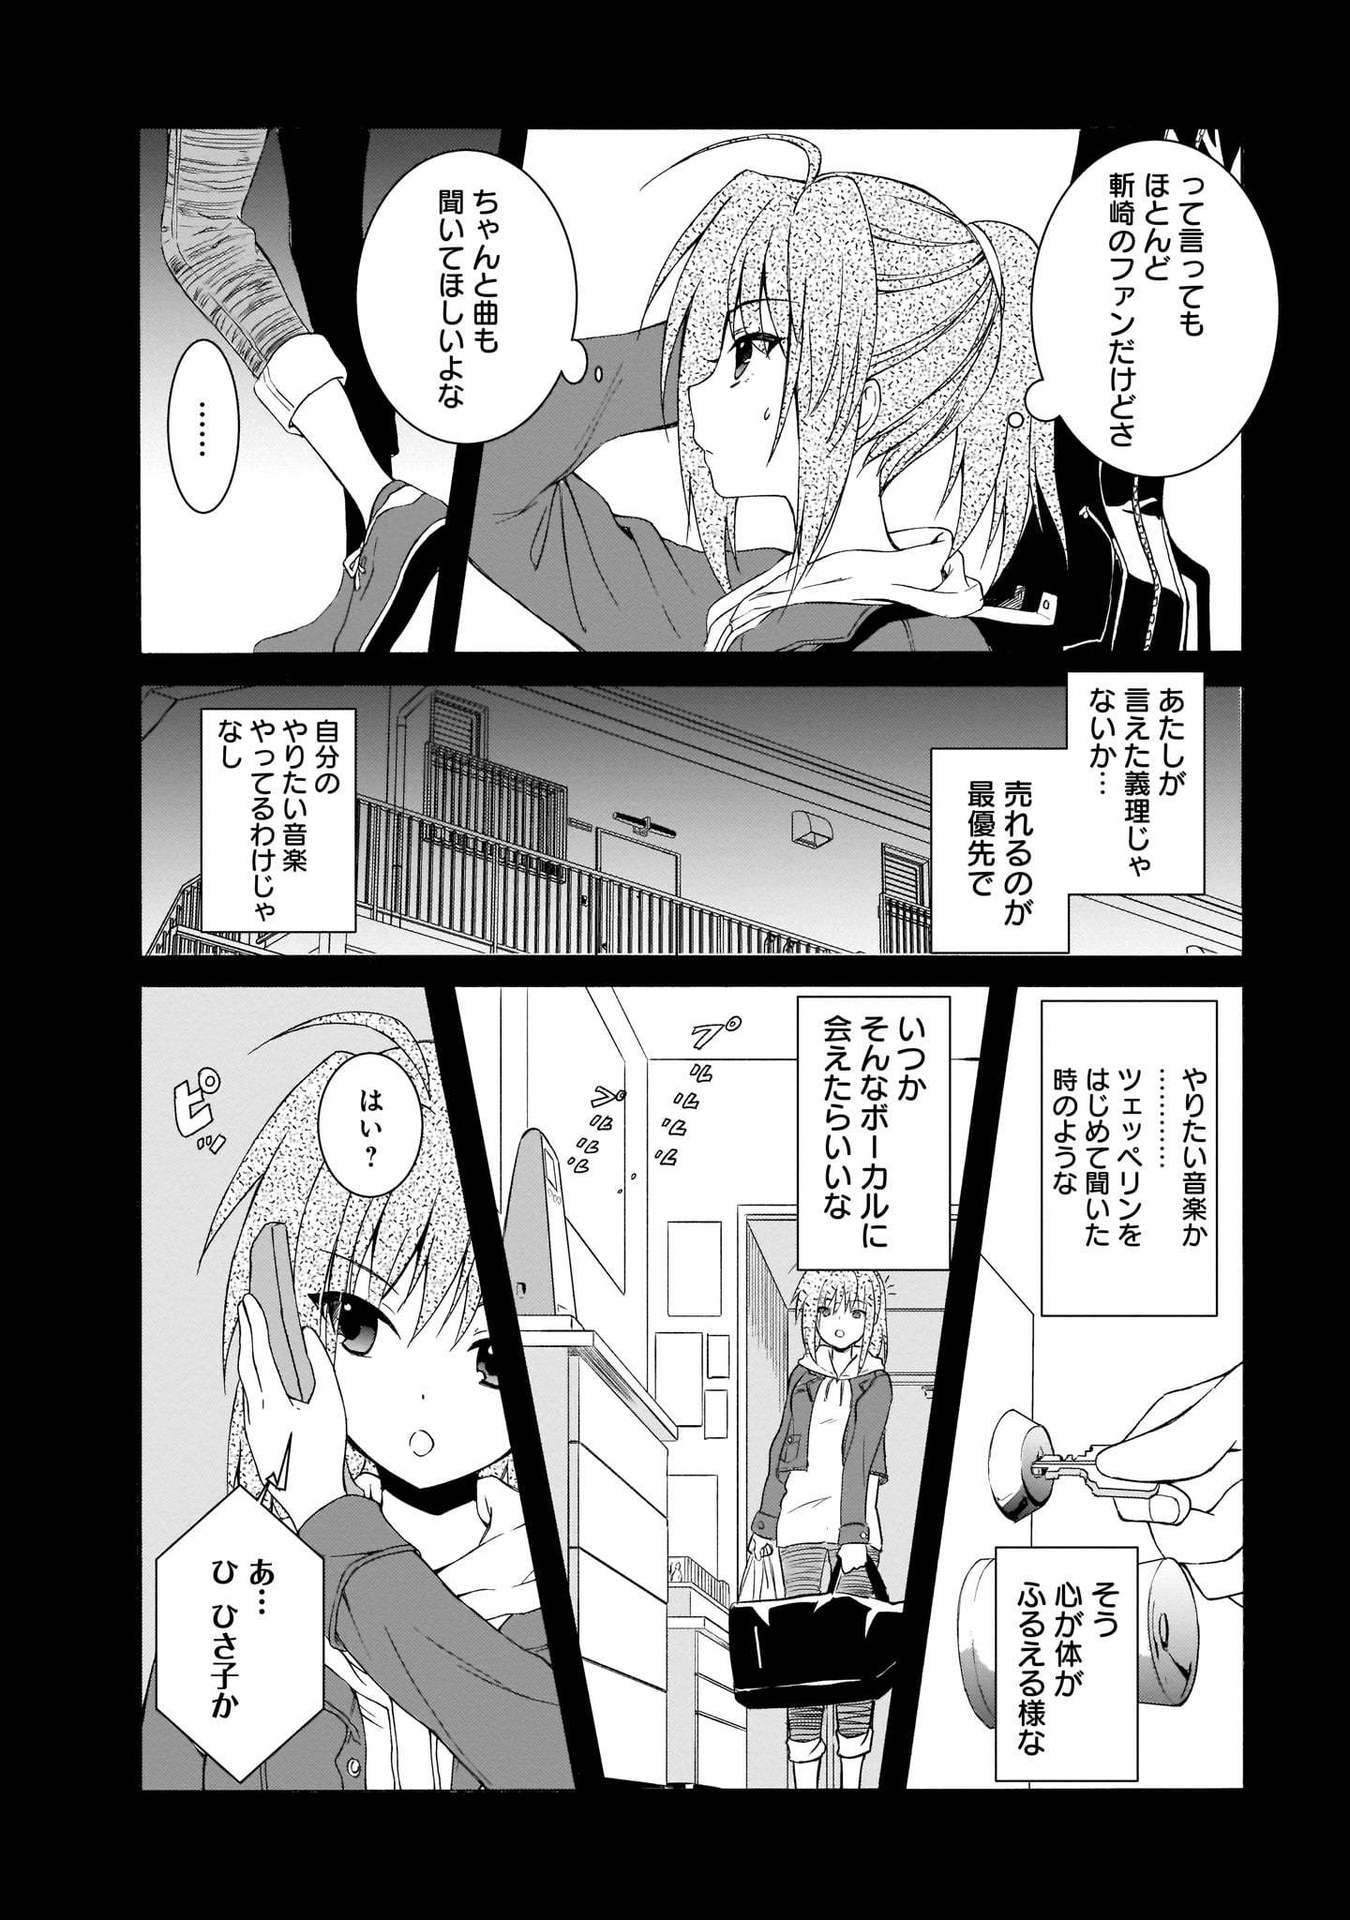 って言っても
ほとんど
斬崎のファンだけどさ
ちゃんと曲も
聞いてほしいよな
……
あたしが
言えた義理じゃ
ないか…
売れるのが
最優先で
自分の
やりたい音楽
やってるわけじゃ
なし
やりたい音楽か
…………
ツェッペリンを
はじめて聞いた
時のような
そう
心が体が
ふるえる様な
いつか
そんなボーカルに
会えたらいいな
プルルルル
プルルル
ピッ
はい？
あ…
ひ ひさ子か